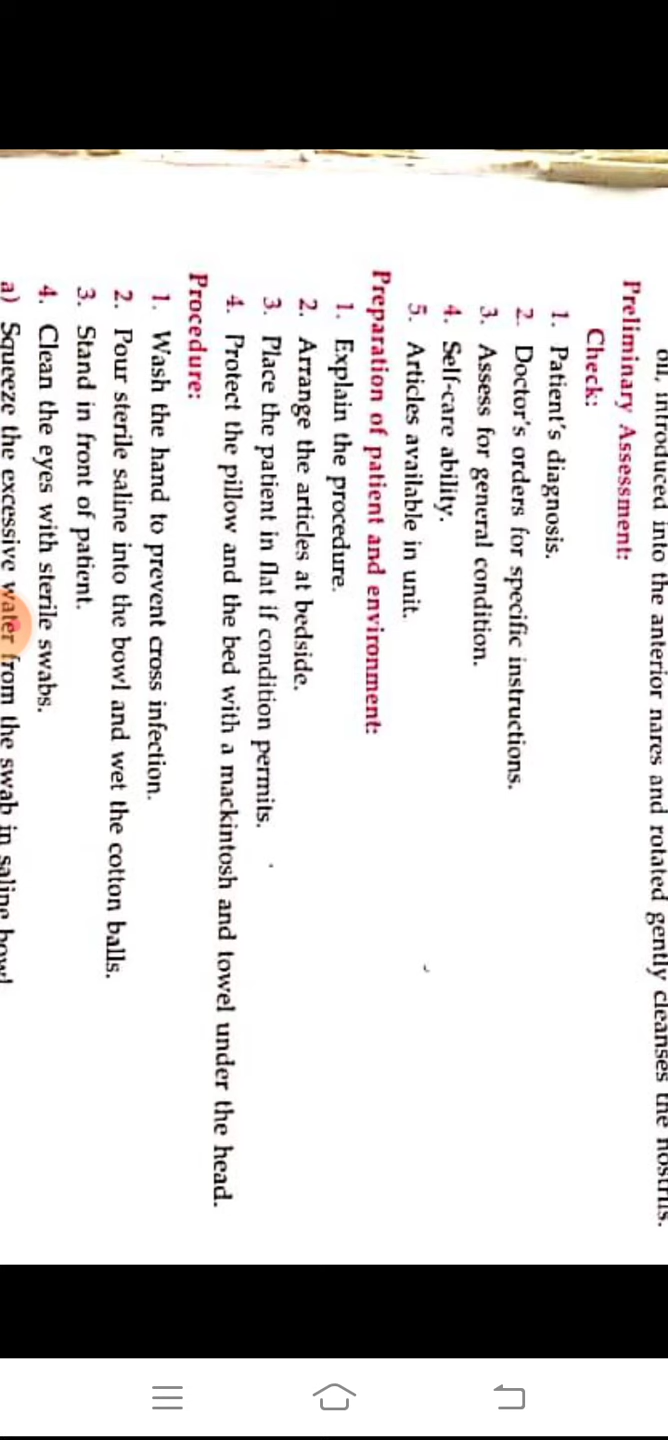 oil, introduced into the anterior nares and rotated gently cleanses the nostrils.
Preliminary Assessment:
Check:
1. Patient's diagnosis.
2. Doctor's orders for specific instructions.
3. Assess for general condition.
4. Self-care ability.
5. Articles available in unit.
Preparation of patient and environment:
1. Explain the procedure.
2. Arrange the articles at bedside.
3. Place the patient in flat if condition permits.
4. Protect the pillow and the bed with a mackintosh and towel under the head.
Procedure:
1. Wash the hand to prevent cross infection.
2. Pour sterile saline into the bowl and wet the cotton balls.
3. Stand in front of patient.
4. Clean the eyes with sterile swabs.
a) Squeeze the excessive water from the swab in saline bowl